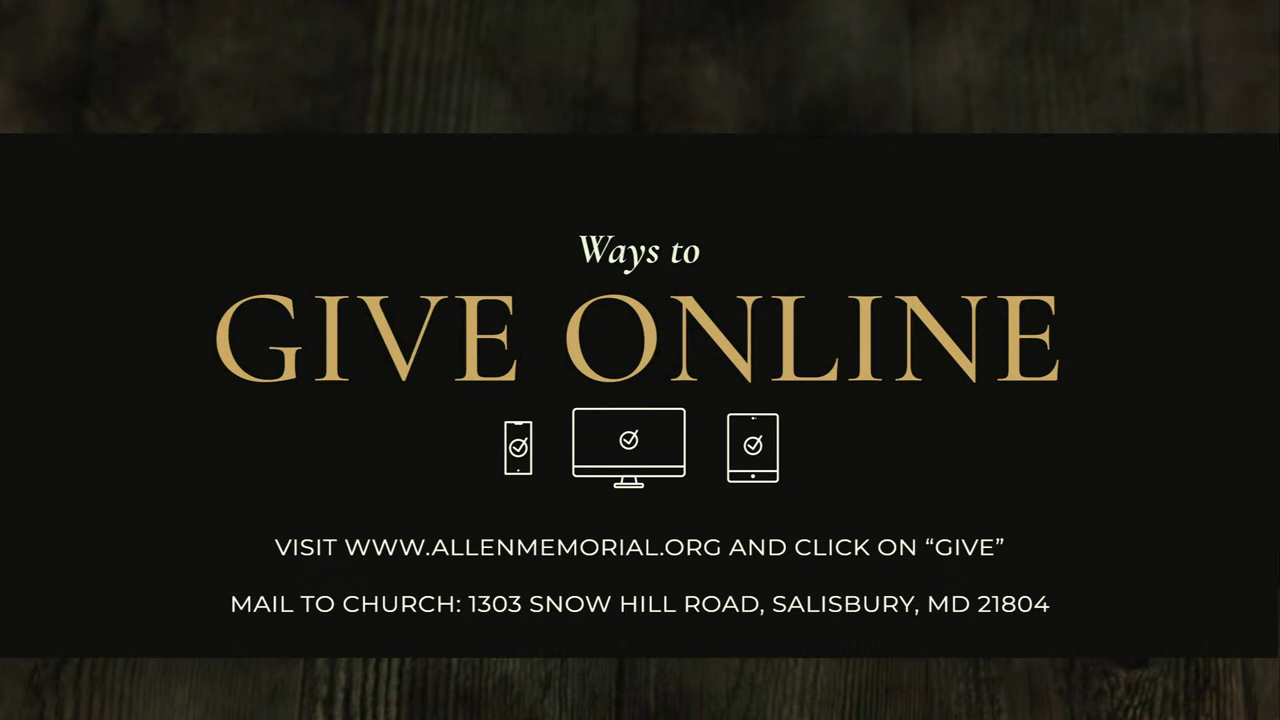 Ways to
GIVE ONLINE
VISIT WWW.ALLENMEMORIAL.ORG AND CLICK ON “GIVE”
MAIL TO CHURCH: 1303 SNOW HILL ROAD, SALISBURY, MD 21804